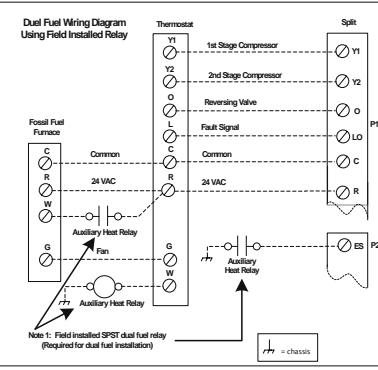 Duel Fuel Wiring Diagram
Using Field Installed Relay
Thermostat
Split
Y1
1st Stage Compressor
Y1
Y2
2nd Stage Compressor
Y2
O
Reversing Valve
O
P1
L
Fault Signal
LO
Fossil Fuel
Furnace
C
Common
C
Common
C
R
24 VAC
R
24 VAC
R
W
Auxiliary Heat Relay
G
Fan
G
Auxiliary
Heat Relay
ES
P2
W
Auxiliary Heat Relay
Note 1: Field installed SPST dual fuel relay
(Required for dual fuel installation)
= chassis